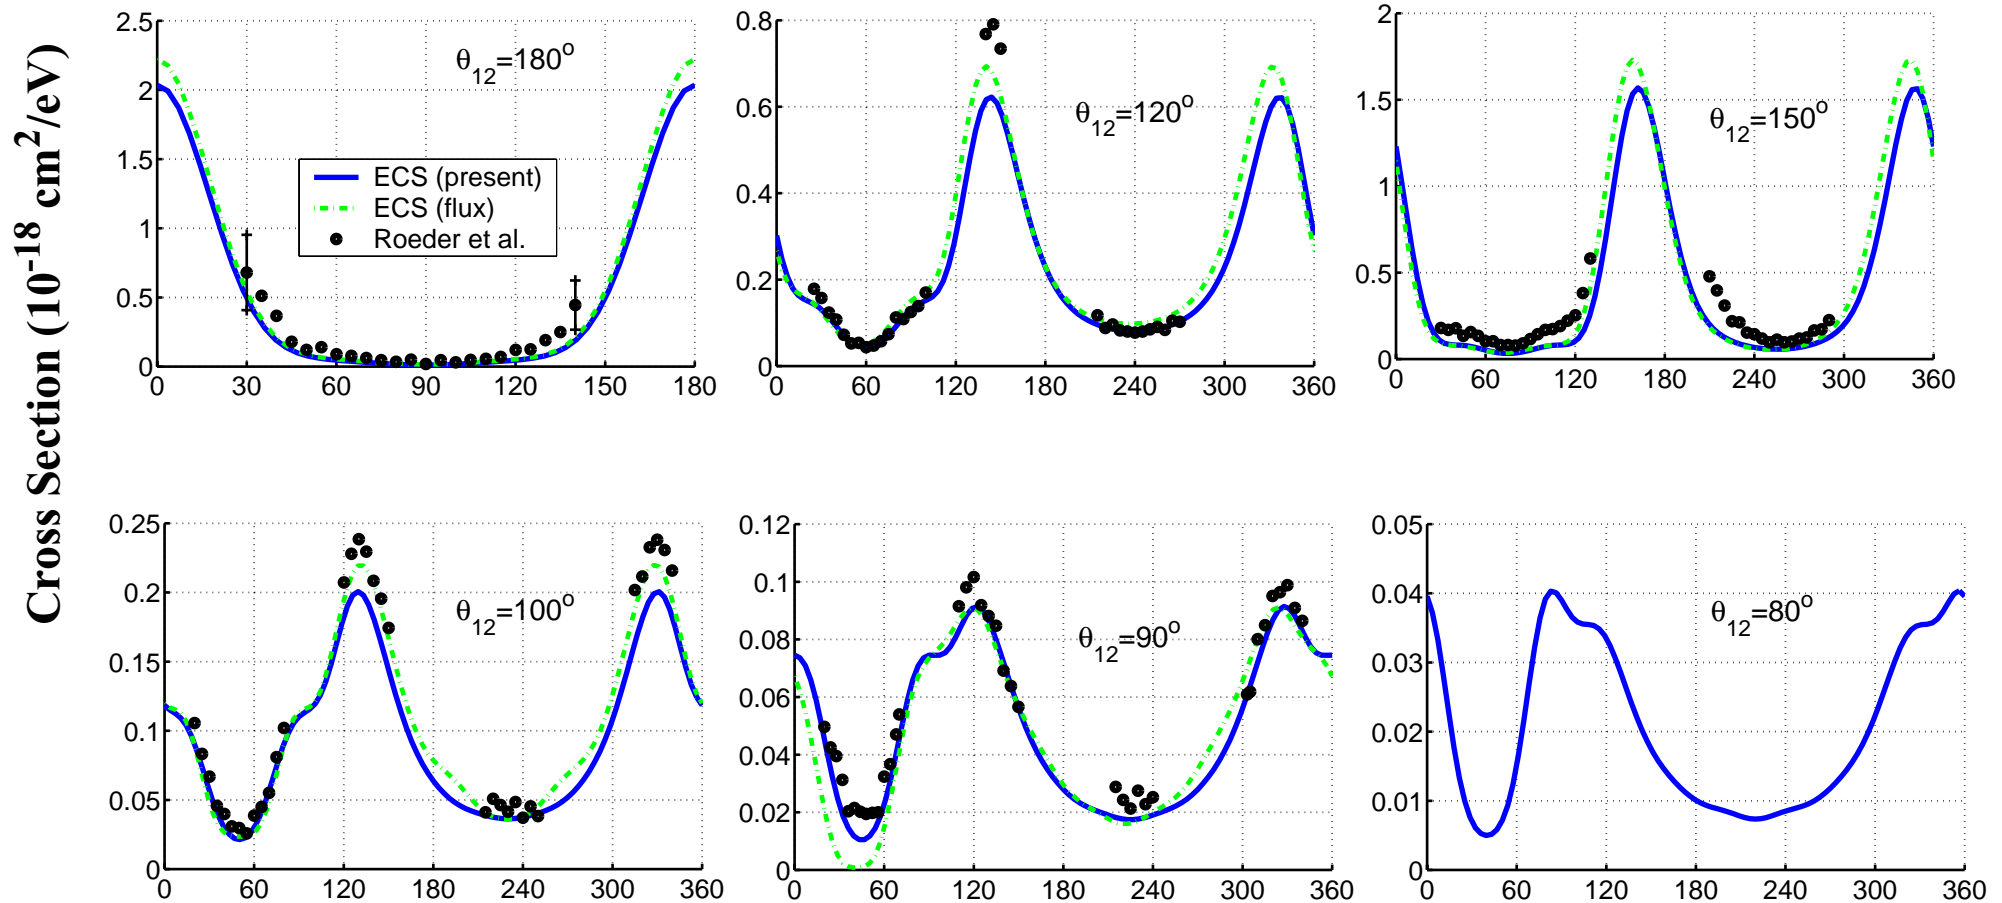 Cross Section (10⁻¹⁸ cm²/eV)
2.5
2
1.5
1
0.5
0
0 30 60 90 120 150 180
θ₁₂=180°
ECS (present)
ECS (flux)
Roeder et al.
0.8
0.6
0.4
0.2
0
0 60 120 180 240 300 360
θ₁₂=120°
2
1.5
1
0.5
0
0 60 120 180 240 300 360
θ₁₂=150°
0.25
0.2
0.15
0.1
0.05
0
0 60 120 180 240 300 360
θ₁₂=100°
0.12
0.1
0.08
0.06
0.04
0.02
0
0 60 120 180 240 300 360
θ₁₂=90°
0.05
0.04
0.03
0.02
0.01
0
0 60 120 180 240 300 360
θ₁₂=80°